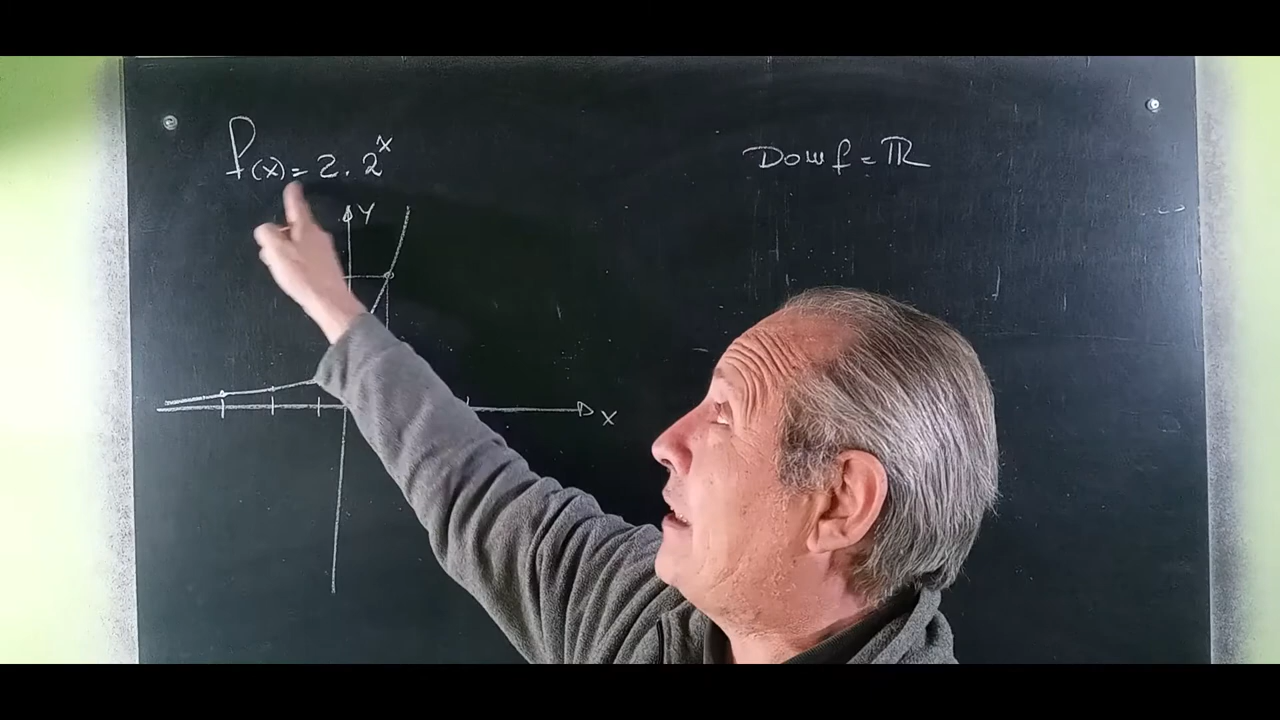 f(x) = 2 . 2^x
Dom f = ℝ
Y
X